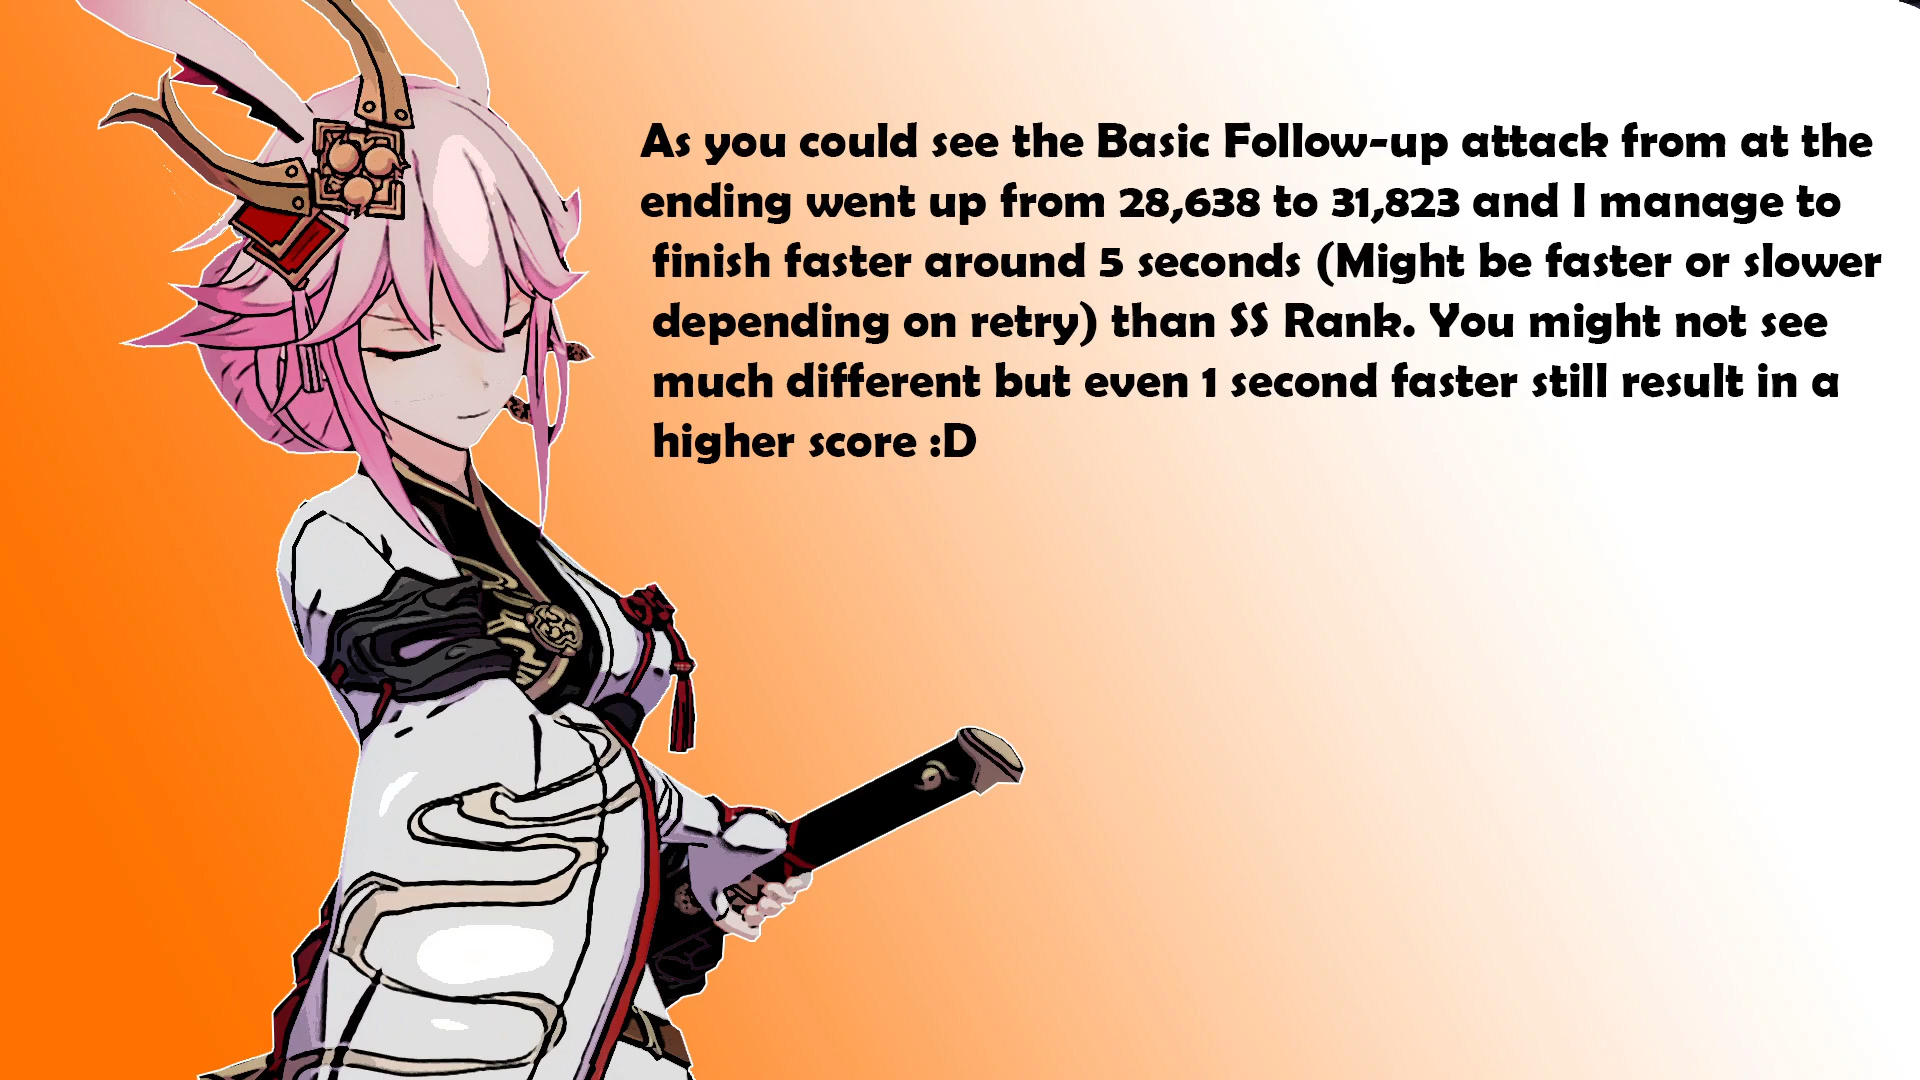 As you could see the Basic Follow-up attack from at the
ending went up from 28,638 to 31,823 and I manage to
finish faster around 5 seconds (Might be faster or slower
depending on retry) than SS Rank. You might not see
much different but even 1 second faster still result in a
higher score :D